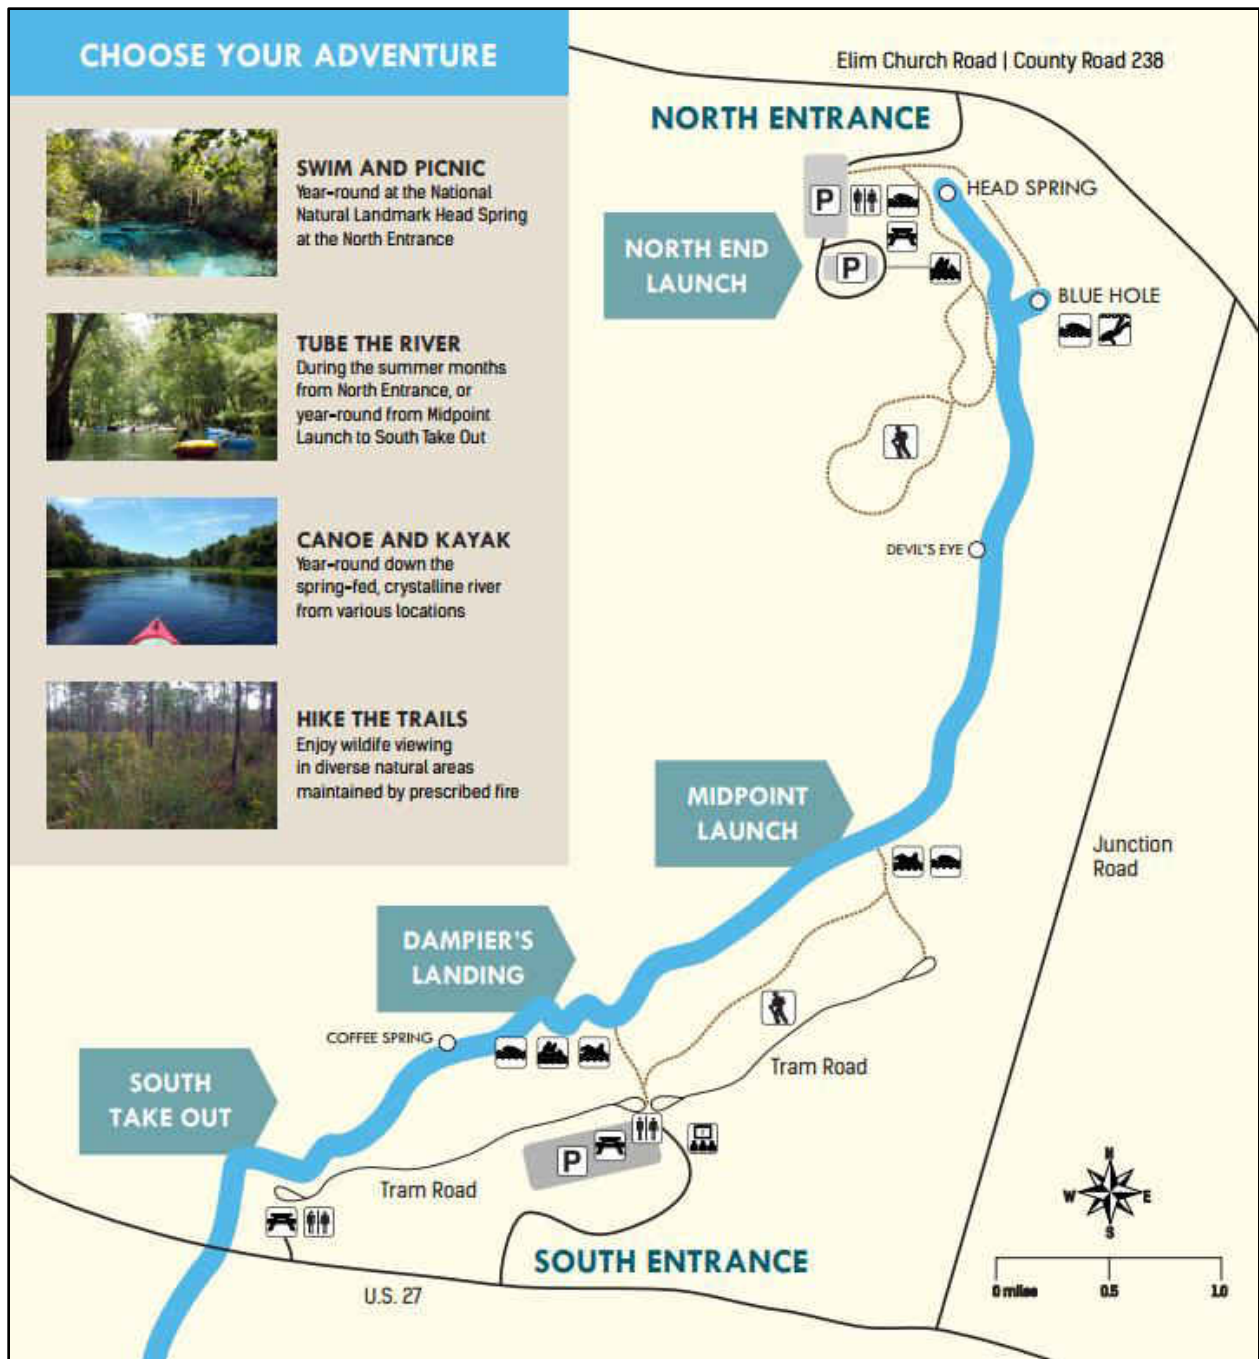 CHOOSE YOUR ADVENTURE
SWIM AND PICNIC
Year-round at the National
Natural Landmark Head Spring
at the North Entrance
TUBE THE RIVER
During the summer months
from North Entrance, or
year-round from Midpoint
Launch to South Take Out
CANOE AND KAYAK
Year-round down the
spring-fed, crystalline river
from various locations
HIKE THE TRAILS
Enjoy wildife viewing
in diverse natural areas
maintained by prescribed fire
Elim Church Road | County Road 238
NORTH ENTRANCE
P
HEAD SPRING
NORTH END
LAUNCH
P
BLUE HOLE
DEVIL'S EYE
MIDPOINT
LAUNCH
Junction
Road
DAMPIER'S
LANDING
COFFEE SPRING
Tram Road
SOUTH
TAKE OUT
P
Tram Road
N
W E
S
SOUTH ENTRANCE
0 miles 0.5 1.0
U.S. 27